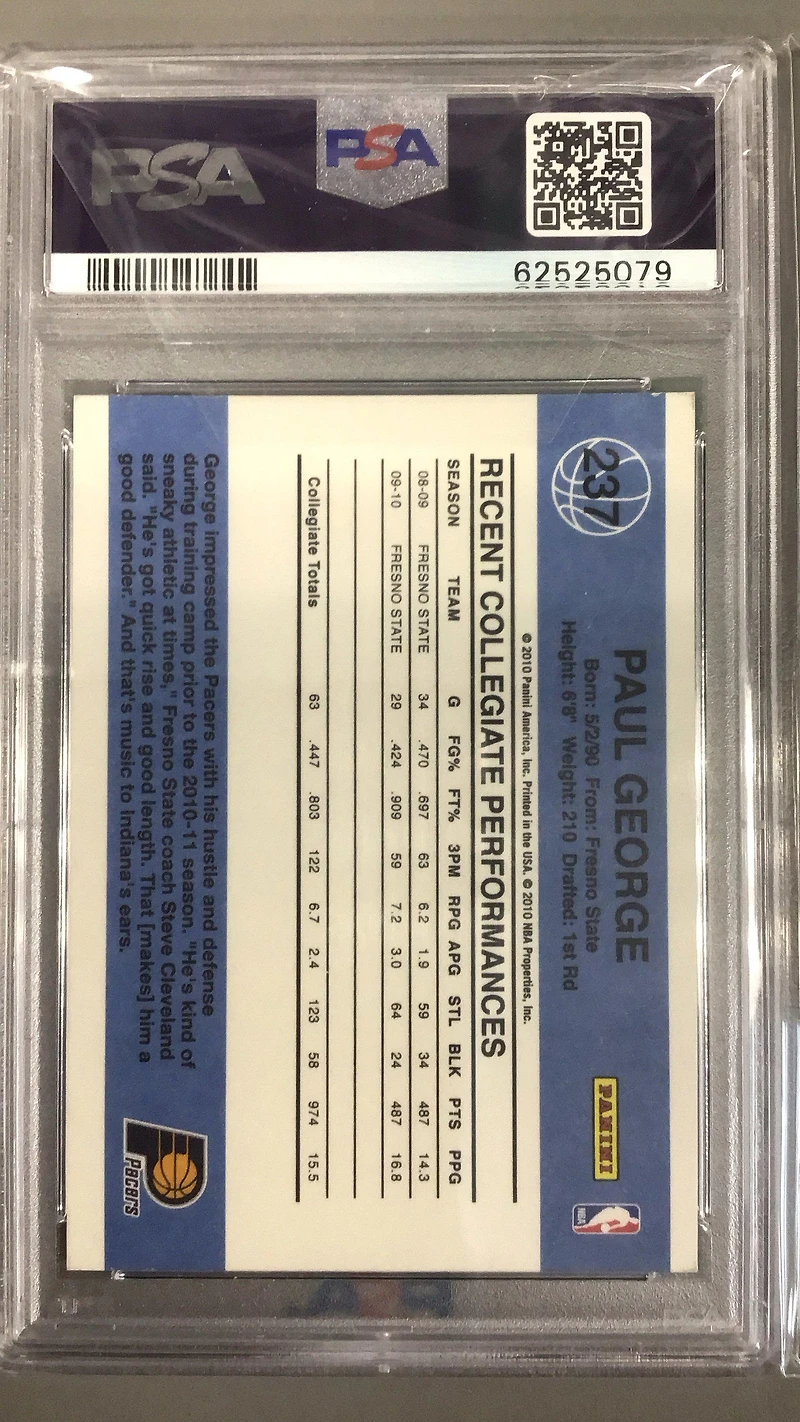 PSA
PSA
62525079
237
PAUL GEORGE
Born: 5/2/90 From: Fresno State
Height: 6'8" Weight: 210 Drafted: 1st Rd
PANINI
NBA
© 2010 Panini America, Inc. Printed in the USA. © 2010 NBA Properties, Inc.
RECENT COLLEGIATE PERFORMANCES
SEASON TEAM G FG% FT% 3PM RPG APG STL BLK PTS PPG
08-09 FRESNO STATE 34 .470 .697 63 6.2 1.9 59 34 487 14.3
09-10 FRESNO STATE 29 .424 .909 59 7.2 3.0 64 24 487 16.8
Collegiate Totals 63 .447 .803 122 6.7 2.4 123 58 974 15.5
George impressed the Pacers with his hustle and defense
during training camp prior to the 2010-11 season. "He's kind of
sneaky athletic at times," Fresno State coach Steve Cleveland
said. "He's got quick rise and good length. That [makes] him a
good defender." And that's music to Indiana's ears.
Pacers
PSA